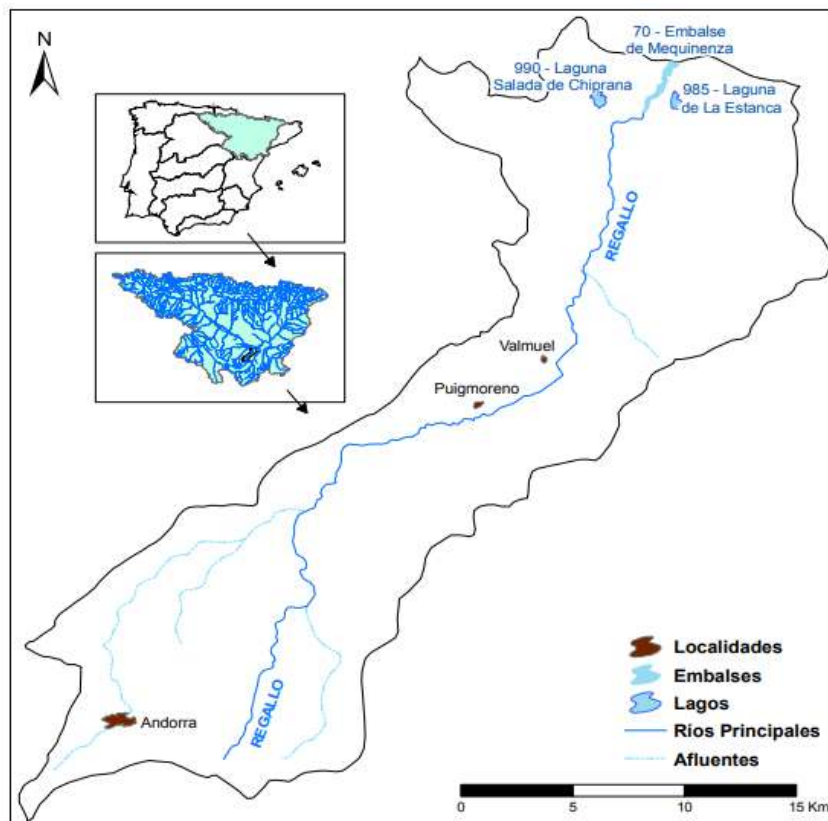 N
70 - Embalse
de Mequinenza
990 - Laguna
Salada de Chiprana
985 - Laguna
de La Estanca
REGALLO
Valmuel
Puigmoreno
Andorra
REGALLO
Localidades
Embalses
Lagos
Ríos Principales
Afluentes
0 5 10 15 Km